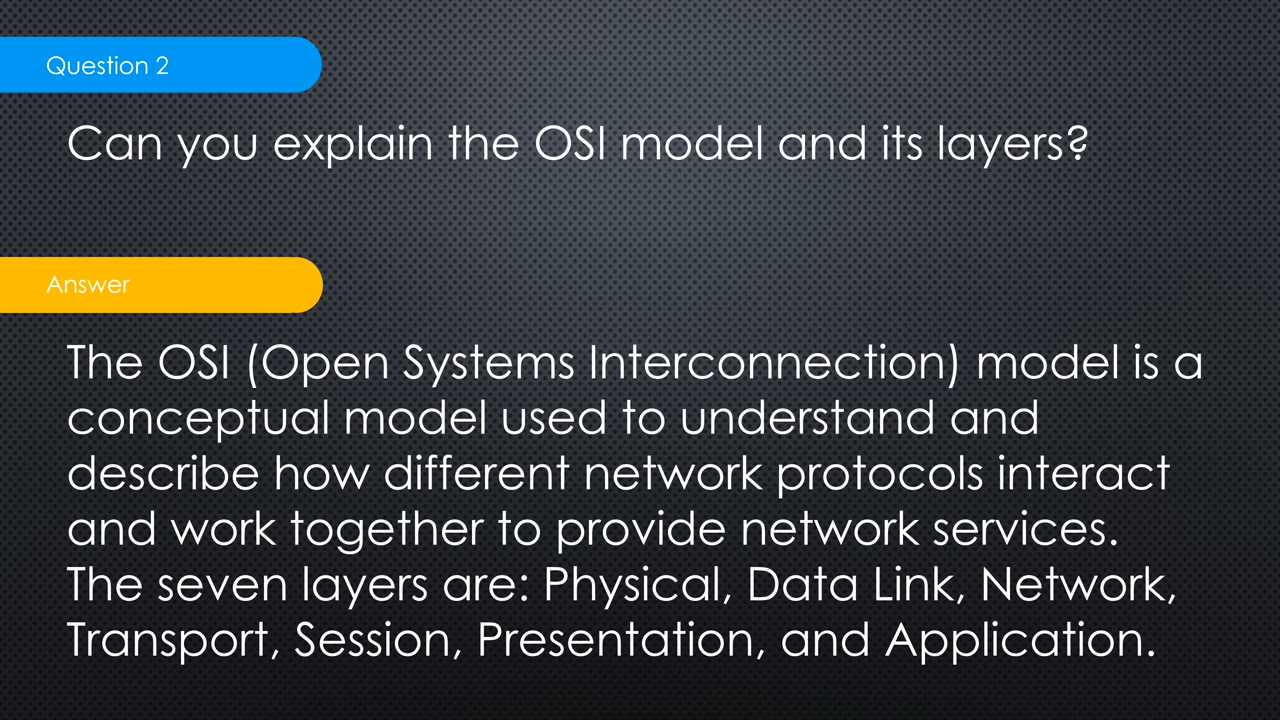 Question 2
Can you explain the OSI model and its layers?
Answer
The OSI (Open Systems Interconnection) model is a
conceptual model used to understand and
describe how different network protocols interact
and work together to provide network services.
The seven layers are: Physical, Data Link, Network,
Transport, Session, Presentation, and Application.